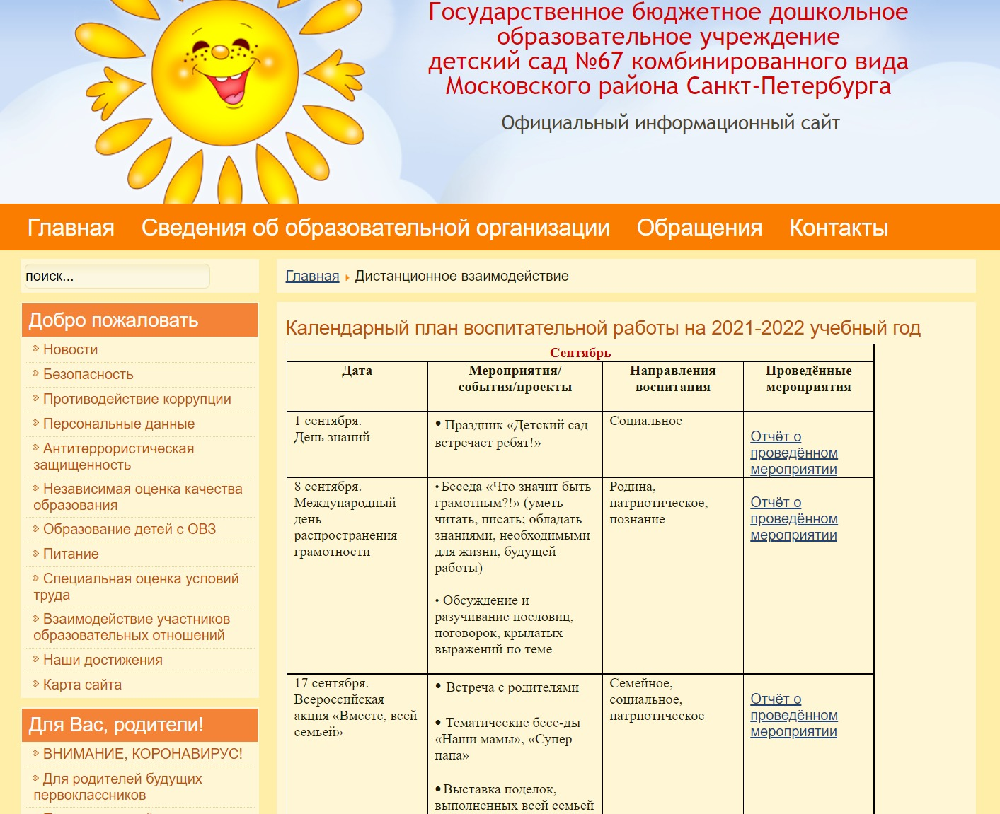 Государственное бюджетное дошкольное
образовательное учреждение
детский сад №67 комбинированного вида
Московского района Санкт-Петербурга
Официальный информационный сайт
Главная Сведения об образовательной организации Обращения Контакты
поиск...
Добро пожаловать
Новости
Безопасность
Противодействие коррупции
Персональные данные
Антитеррористическая
защищенность
Независимая оценка качества
образования
Образование детей с ОВЗ
Питание
Специальная оценка условий
труда
Взаимодействие участников
образовательных отношений
Наши достижения
Карта сайта
Для Вас, родители!
ВНИМАНИЕ, КОРОНАВИРУС!
Для родителей будущих
первоклассников
Главная Дистанционное взаимодействие
Календарный план воспитательной работы на 2021-2022 учебный год
Сентябрь
Дата
Мероприятия/
события/проекты
Направления
воспитания
Проведённые
мероприятия
1 сентября.
День знаний
• Праздник «Детский сад
встречает ребят!»
Социальное
Отчёт о
проведённом
мероприятии
8 сентября.
Международный
день
распространения
грамотности
• Беседа «Что значит быть
грамотным?!» (уметь
читать, писать; обладать
знаниями, необходимыми
для жизни, будущей
работы)
• Обсуждение и
разучивание пословиц,
поговорок, крылатых
выражений по теме
Родина,
патриотическое,
познание
Отчёт о
проведённом
мероприятии
17 сентября.
Всероссийская
акция «Вместе, всей
семьей»
• Встреча с родителями
• Тематические бесе-ды
«Наши мамы», «Супер
папа»
• Выставка поделок,
выполненных всей семьей
Семейное,
социальное,
патриотическое
Отчёт о
проведённом
мероприятии